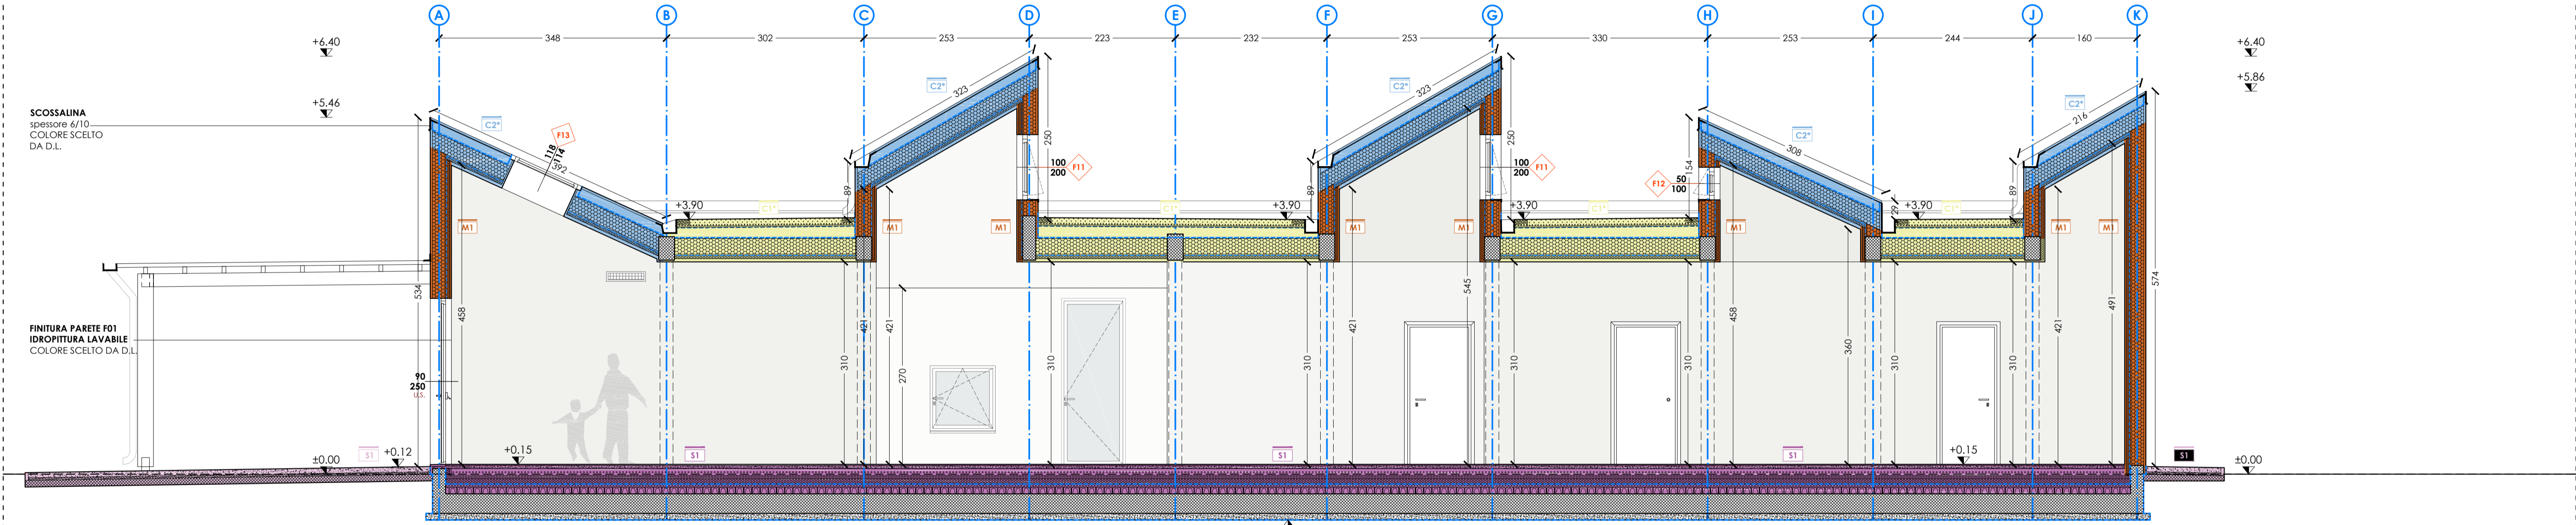 A B C D E F G H I J K
348 302 253 223 232 253 330 253 244 160
+6.40 +6.40
+5.46 +5.86
SCOSSALINA
spessore 6/10
COLORE SCELTO
DA D.L.
C2* C2* C2* C2* C2*
F13
118
114
392
323 323 308 216
250 250 154
89 89 29 89
100
200
F11
100
200
F11
F12
50
100
+3.90 +3.90 +3.90 +3.90
C1* C1* C1* C1*
M1 M1 M1 M1 M1 M1 M1 M1
534 458 310 421 421 270 310 310 421 545 310 310 458 360 310 310 421 491 574
FINITURA PARETE F01
IDROPITTURA LAVABILE
COLORE SCELTO DA D.L.
90
250
U.S.
S1 +0.12 +0.15 S1 S1 S1 +0.15 S1
±0.00 ±0.00